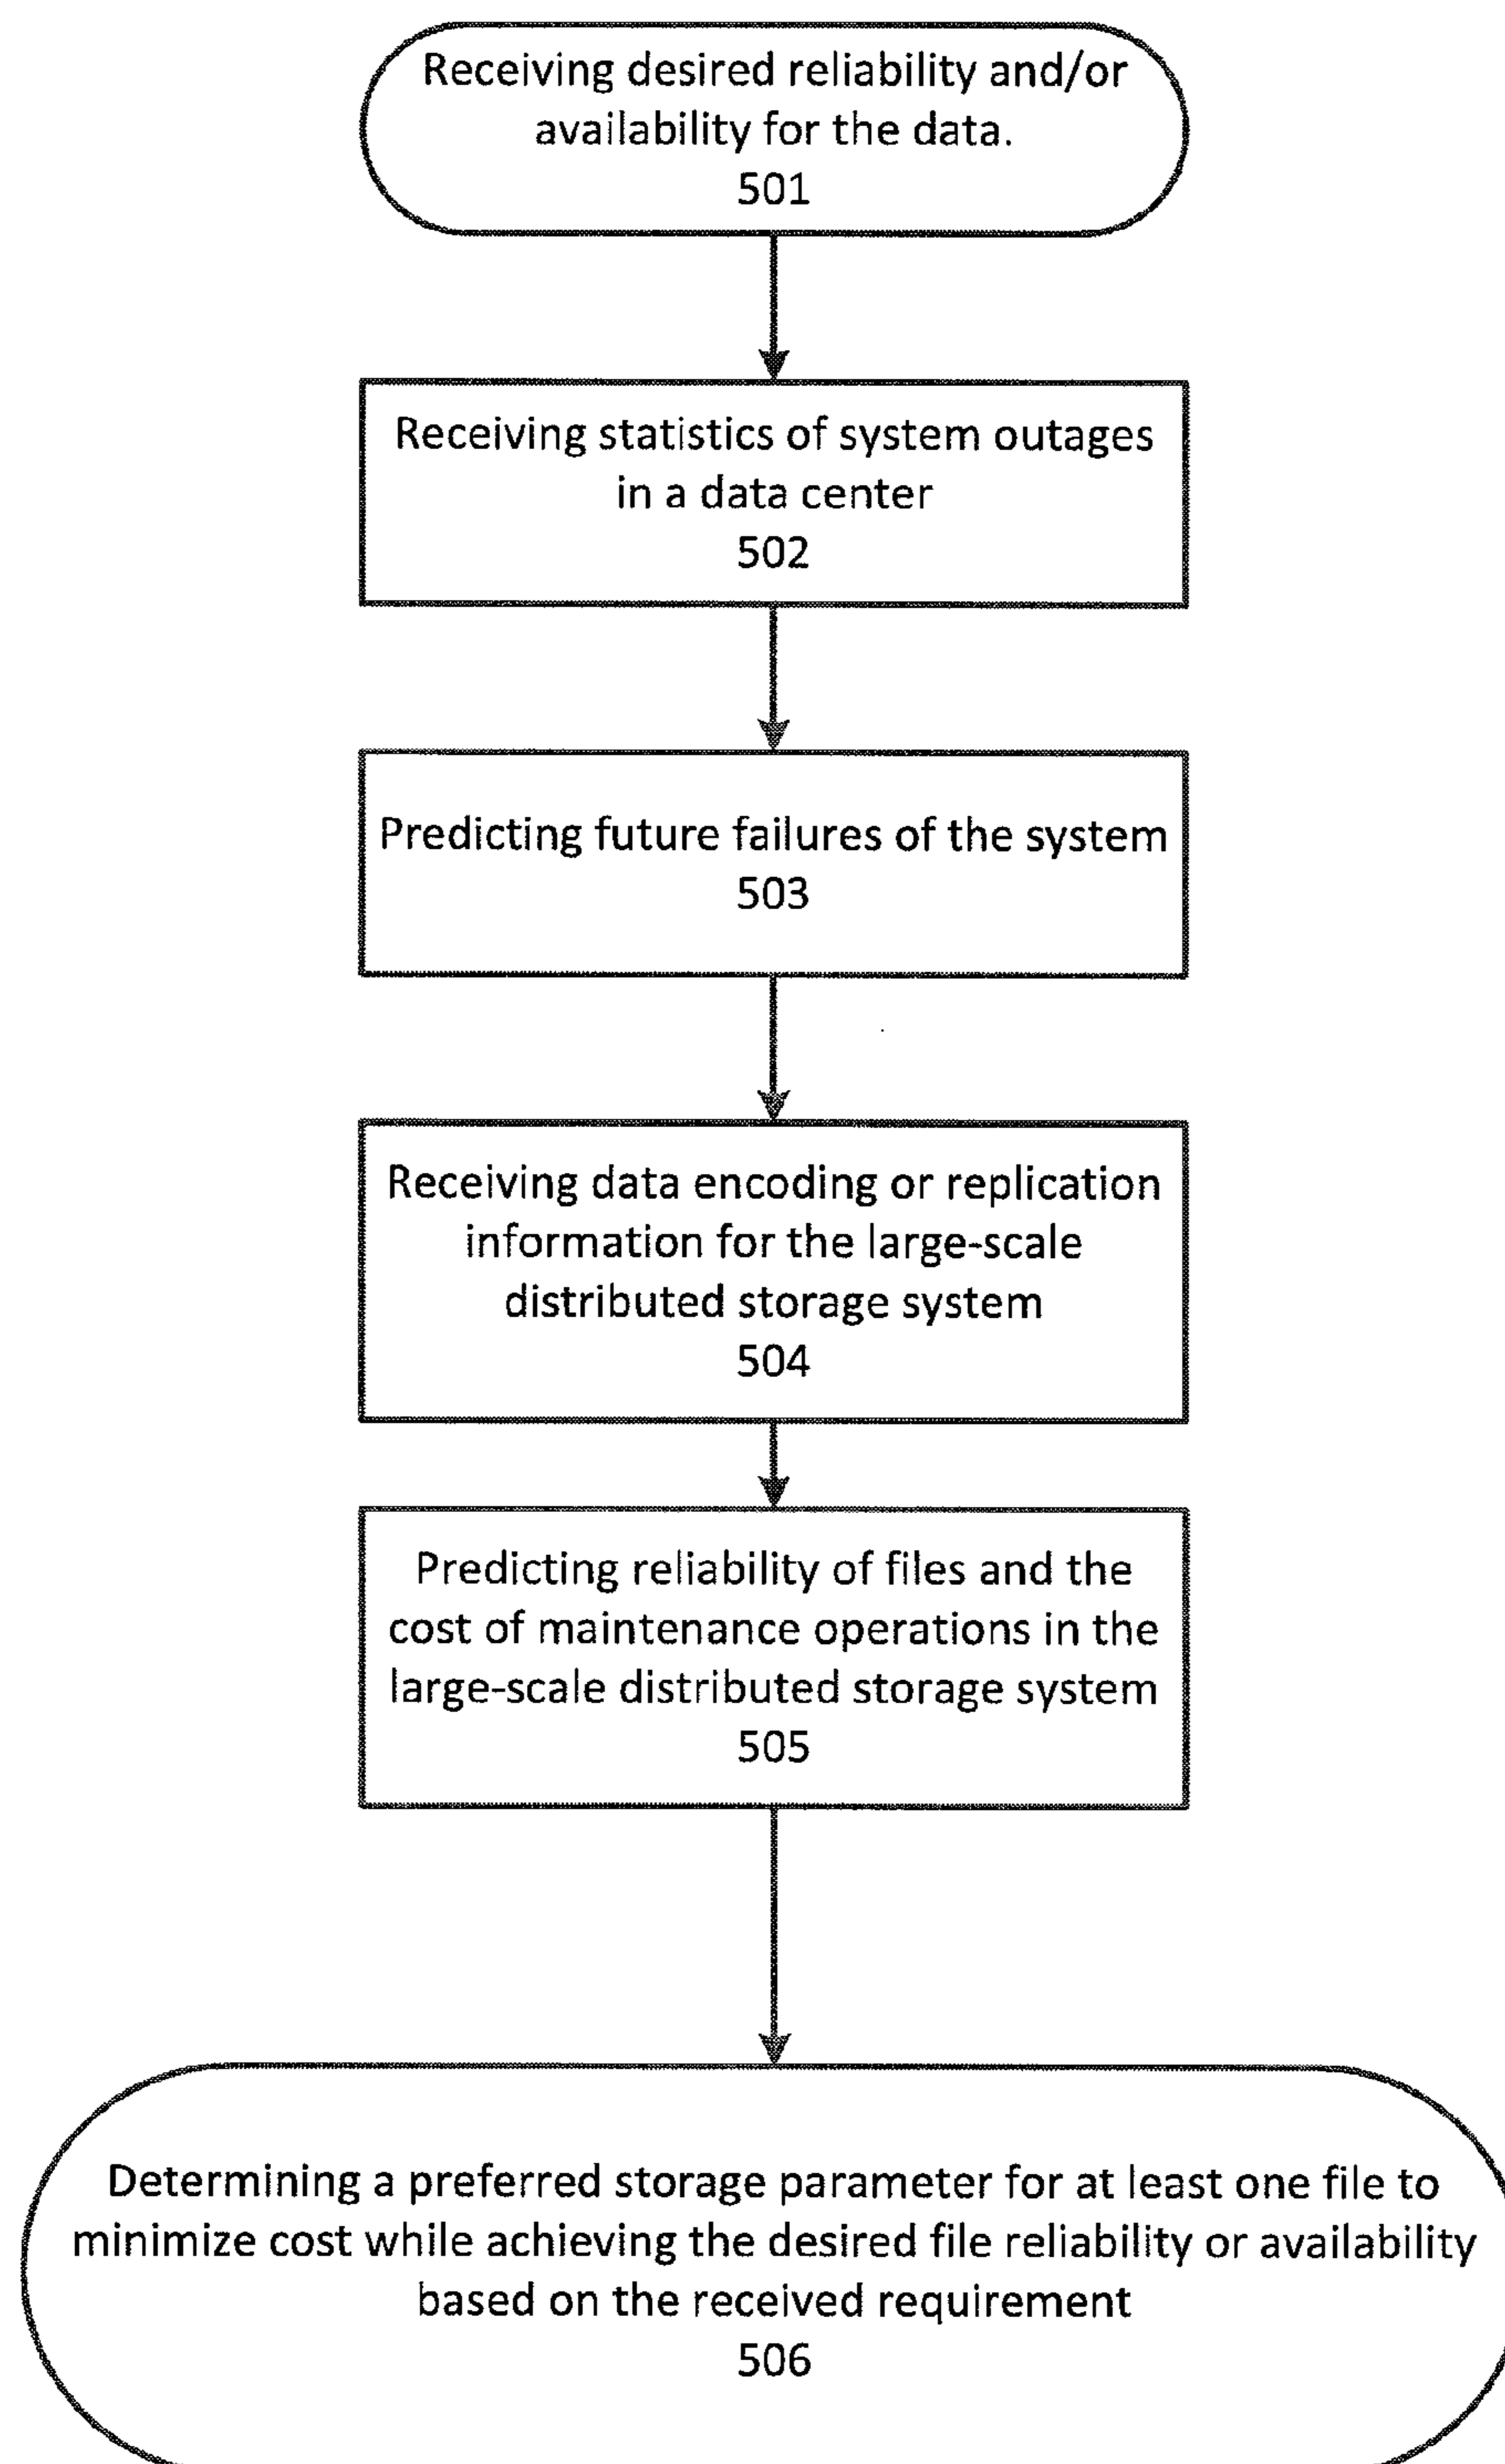 Receiving desired reliability and/or
availability for the data.
501
Receiving statistics of system outages
in a data center
502
Predicting future failures of the system
503
Receiving data encoding or replication
information for the large-scale
distributed storage system
504
Predicting reliability of files and the
cost of maintenance operations in the
large-scale distributed storage system
505
Determining a preferred storage parameter for at least one file to
minimize cost while achieving the desired file reliability or availability
based on the received requirement
506